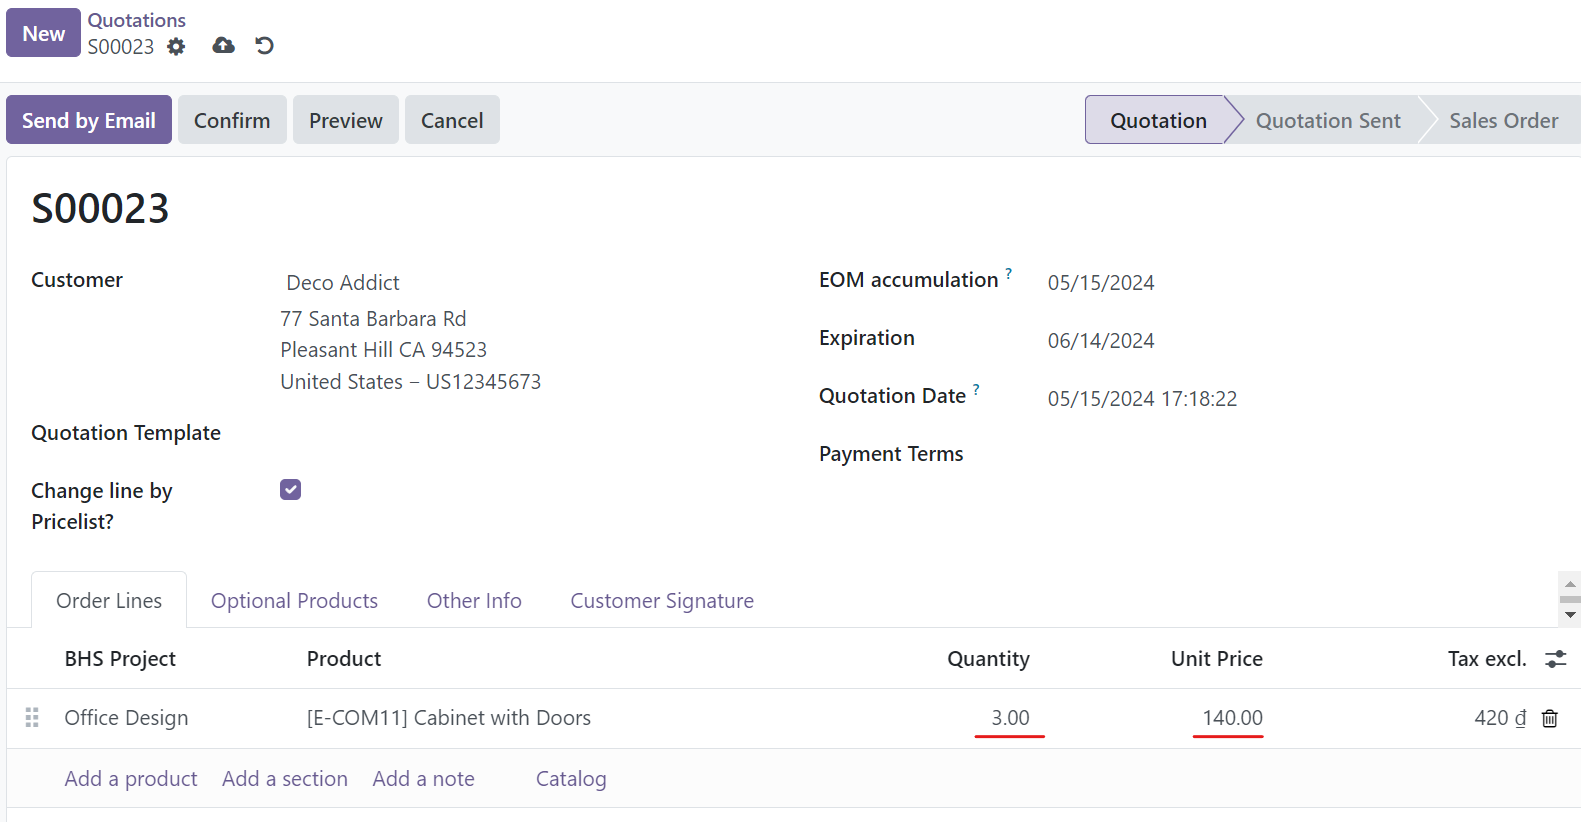 New
Quotations
S00023
Send by Email Confirm Preview Cancel
Quotation Quotation Sent Sales Order
S00023
Customer
Deco Addict
77 Santa Barbara Rd
Pleasant Hill CA 94523
United States – US12345673
Quotation Template
Change line by
Pricelist?
EOM accumulation ? 05/15/2024
Expiration 06/14/2024
Quotation Date ? 05/15/2024 17:18:22
Payment Terms
Order Lines Optional Products Other Info Customer Signature
BHS Project Product Quantity Unit Price Tax excl.
Office Design [E-COM11] Cabinet with Doors 3.00 140.00 420 ₫
Add a product Add a section Add a note Catalog